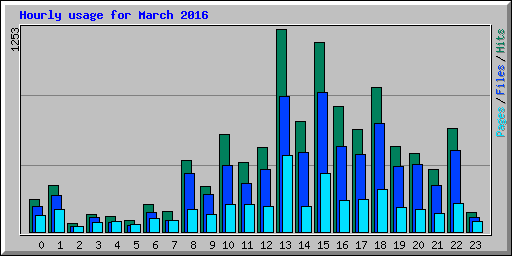 Hourly usage for March 2016
1253
Pages/Files/Hits
0 1 2 3 4 5 6 7 8 9 10 11 12 13 14 15 16 17 18 19 20 21 22 23